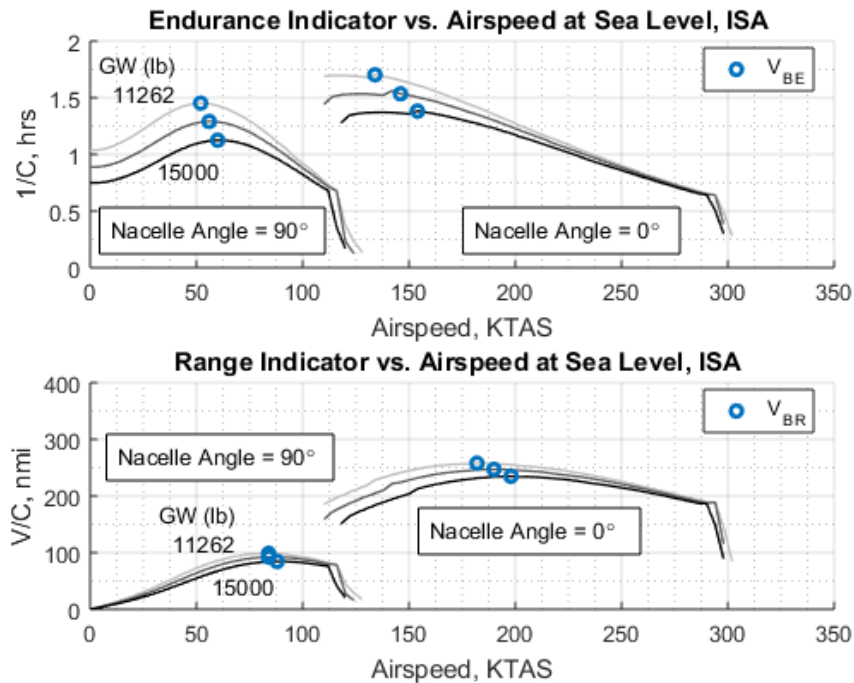 Endurance Indicator vs. Airspeed at Sea Level, ISA
2
1.5
1
0.5
0
1/C, hrs
GW (lb)
11262
15000
Nacelle Angle = 90°
Nacelle Angle = 0°
V_BE
0 50 100 150 200 250 300 350
Airspeed, KTAS
Range Indicator vs. Airspeed at Sea Level, ISA
400
300
200
100
0
V/C, nmi
Nacelle Angle = 90°
GW (lb)
11262
15000
Nacelle Angle = 0°
V_BR
0 50 100 150 200 250 300 350
Airspeed, KTAS